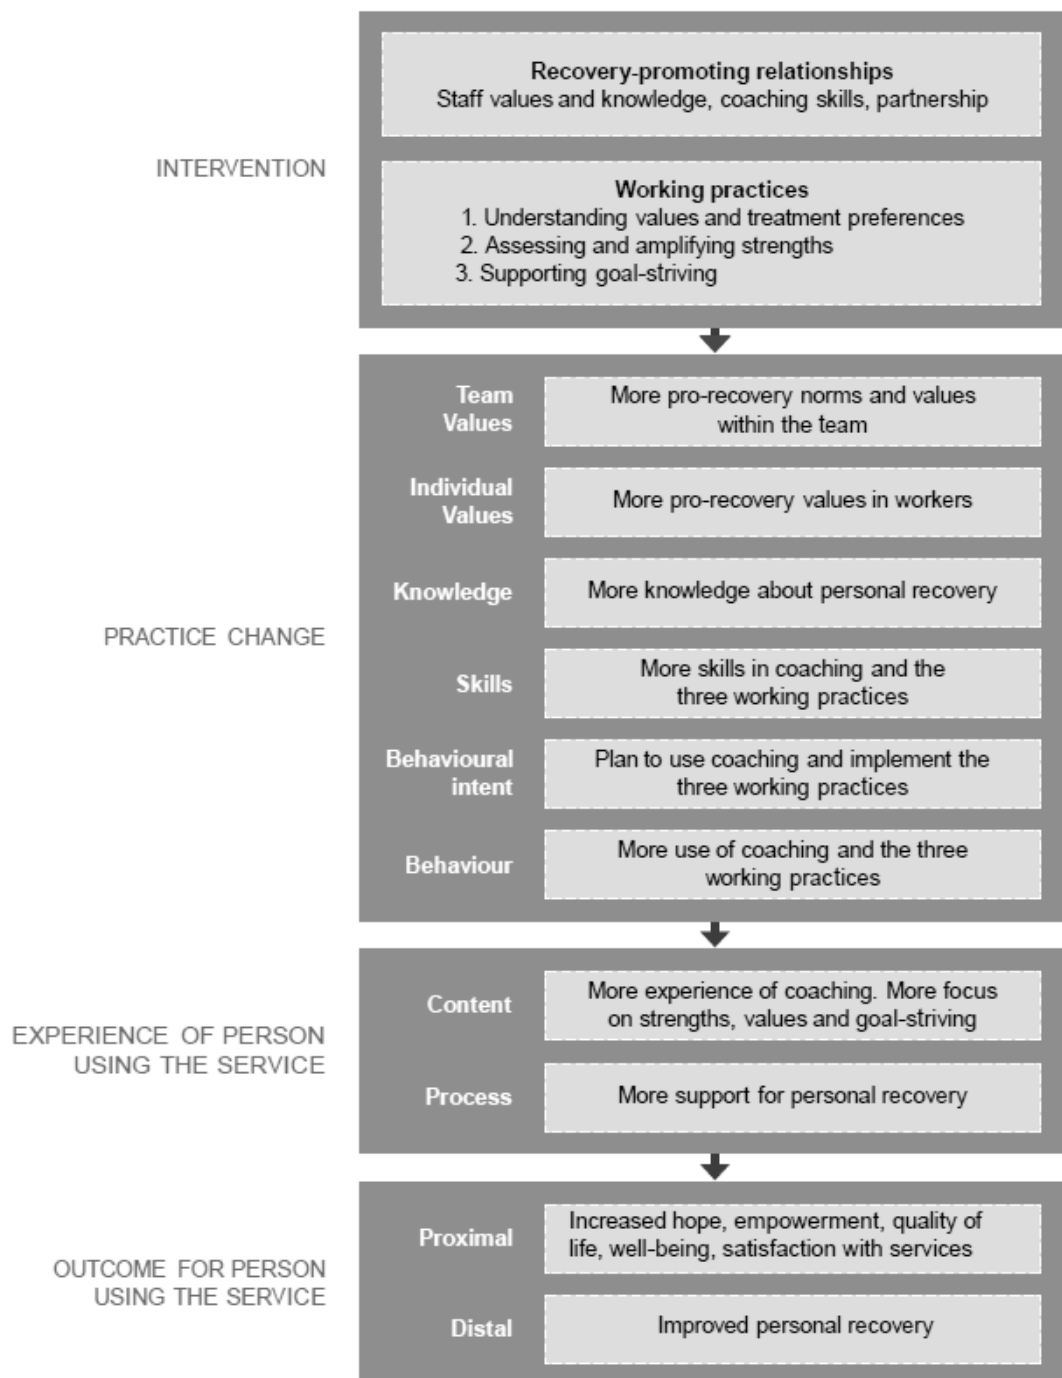 INTERVENTION
Recovery-promoting relationships
Staff values and knowledge, coaching skills, partnership
Working practices
1. Understanding values and treatment preferences
2. Assessing and amplifying strengths
3. Supporting goal-striving
PRACTICE CHANGE
Team
Values
More pro-recovery norms and values
within the team
Individual
Values
More pro-recovery values in workers
Knowledge
More knowledge about personal recovery
Skills
More skills in coaching and the
three working practices
Behavioural
intent
Plan to use coaching and implement the
three working practices
Behaviour
More use of coaching and the three
working practices
EXPERIENCE OF PERSON
USING THE SERVICE
Content
More experience of coaching. More focus
on strengths, values and goal-striving
Process
More support for personal recovery
OUTCOME FOR PERSON
USING THE SERVICE
Proximal
Increased hope, empowerment, quality of
life, well-being, satisfaction with services
Distal
Improved personal recovery